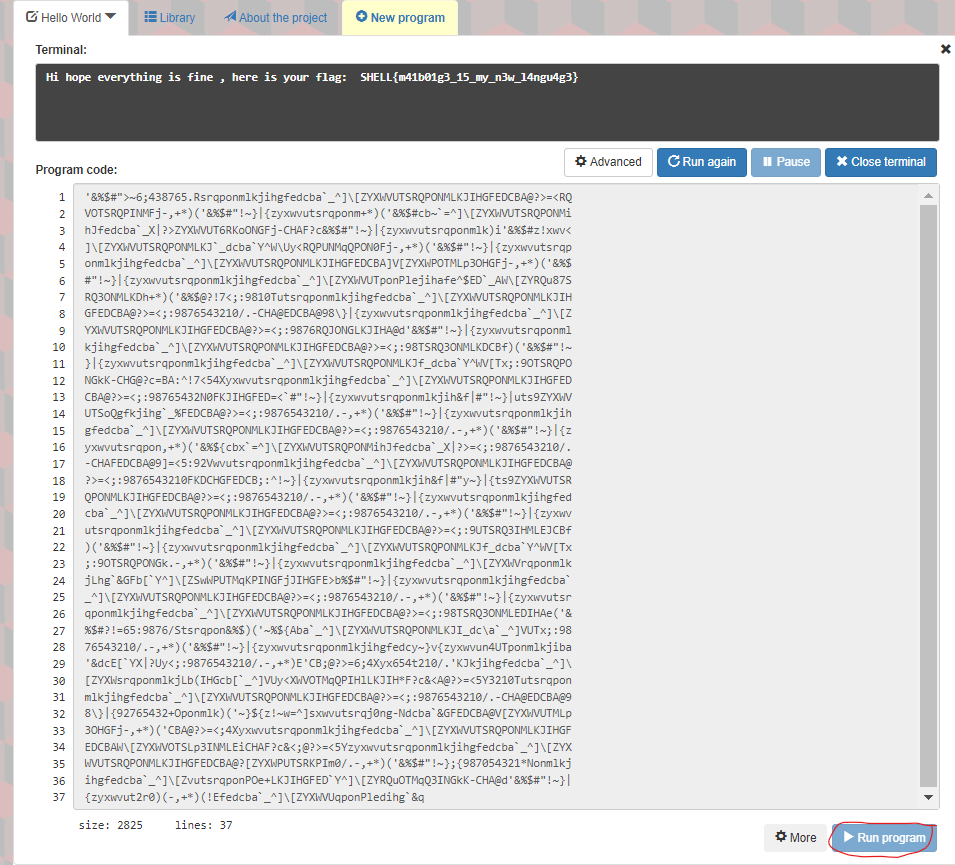 Hello World
Library
About the project
New program
Terminal:
Hi hope everything is fine , here is your flag:  SHELL{m41b01g3_15_my_n3w_l4ngu4g3}
Advanced
Run again
Pause
Close terminal
Program code:
1 '&%$#">~6;438765.Rsrqponmlkjihgfedcba`_^]\[ZYXWVUTSRQPONMLKJIHGFEDCBA@?>=<RQ
2 VOTSRQPINMFj-,+*)('&%$#"!~}|{zyxwvutsrqponm+*)('&%$#cb~`=^]\[ZYXWVUTSRQPONMi
3 hJfedcba`_X|?>ZYXWVUT6RKoONGFj-CHAF?c&%$#"!~}|{zyxwvutsrqponmlk)i'&%$#z!xwv<
4 ]\[ZYXWVUTSRQPONMLKJ`_dcba`Y^W\Uy<RQPUNMqQPON0Fj-,+*)('&%$#"!~}|{zyxwvutsrqp
5 onmlkjihgfedcba`_^]\[ZYXWVUTSRQPONMLKJIHGFEDCBA]V[ZYXWPOTMLp3OHGFj-,+*)('&%$
6 #"!~}|{zyxwvutsrqponmlkjihgfedcba`_^]\[ZYXWVUTponPlejihafe^$ED`_AW\[ZYRQu87S
7 RQ3ONMLKDh+*)('&%$@?!7<;:9810Tutsrqponmlkjihgfedcba`_^]\[ZYXWVUTSRQPONMLKJIH
8 GFEDCBA@?>=<;:9876543210/.-CHA@EDCBA@98\}|{zyxwvutsrqponmlkjihgfedcba`_^]\[Z
9 YXWVUTSRQPONMLKJIHGFEDCBA@?>=<;:9876RQJONGLKJIHA@d'&%$#"!~}|{zyxwvutsrqponml
10 kjihgfedcba`_^]\[ZYXWVUTSRQPONMLKJIHGFEDCBA@?>=<;:98TSRQ3ONMLKDCBf)('&%$#"!~
11 }|{zyxwvutsrqponmlkjihgfedcba`_^]\[ZYXWVUTSRQPONMLKJf_dcba`Y^WV[Tx;:9OTSRQPO
12 NGkK-CHG@?c=BA:^!7<54Xyxwvutsrqponmlkjihgfedcba`_^]\[ZYXWVUTSRQPONMLKJIHGFED
13 CBA@?>=<;:98765432N0FKJIHGFED=<`#"!~}|{zyxwvutsrqponmlkjih&f|#"!~}|uts9ZYXWV
14 UTSoQgfkjihg`_%FEDCBA@?>=<;:9876543210/.-,+*)('&%$#"!~}|{zyxwvutsrqponmlkjih
15 gfedcba`_^]\[ZYXWVUTSRQPONMLKJIHGFEDCBA@?>=<;:9876543210/.-,+*)('&%$#"!~}|{z
16 yxwvutsrqpon,+*)('&%${cbx`=^]\[ZYXWVUTSRQPONMihJfedcba`_X|?>=<;:9876543210/.
17 -CHAFEDCBA@9]=<5:92Vwvutsrqponmlkjihgfedcba`_^]\[ZYXWVUTSRQPONMLKJIHGFEDCBA@
18 ?>=<;:9876543210FKDCHGFEDCB;:^!~}|{zyxwvutsrqponmlkjih&f|#"y~}|{ts9ZYXWVUTSR
19 QPONMLKJIHGFEDCBA@?>=<;:9876543210/.-,+*)('&%$#"!~}|{zyxwvutsrqponmlkjihgfed
20 cba`_^]\[ZYXWVUTSRQPONMLKJIHGFEDCBA@?>=<;:9876543210/.-,+*)('&%$#"!~}|{zyxwv
21 utsrqponmlkjihgfedcba`_^]\[ZYXWVUTSRQPONMLKJIHGFEDCBA@?>=<;:9UTSRQ3IHMLEJCBf
22 )('&%$#"!~}|{zyxwvutsrqponmlkjihgfedcba`_^]\[ZYXWVUTSRQPONMLKJf_dcba`Y^WV[Tx
23 ;:9OTSRQPONGk.-,+*)('&%$#"!~}|{zyxwvutsrqponmlkjihgfedcba`_^]\[ZYXWVrqponmlk
24 jLhg`&GFb[`Y^]\[ZSwWPUTMqKPINGFjJIHGFE>b%$#"!~}|{zyxwvutsrqponmlkjihgfedcba`
25 _^]\[ZYXWVUTSRQPONMLKJIHGFEDCBA@?>=<;:9876543210/.-,+*)('&%$#"!~}|{zyxwvutsr
26 qponmlkjihgfedcba`_^]\[ZYXWVUTSRQPONMLKJIHGFEDCBA@?>=<;:98TSRQ3ONMLEDIHAe('&
27 %$#?!=65:9876/Stsrqpon&%$)('~%${Aba`_^]\[ZYXWVUTSRQPONMLKJI_dc\a`_^]VUTx;:98
28 76543210/.-,+*)('&%$#"!~}|{zyxwvutsrqponmlkjihgfedcy~}v{zyxwvun4UTponmlkjiba
29 '&dcE[`YX|?Uy<;:9876543210/.-,+*)E'CB;@?>=6;4Xyx654t210/.'KJkjihgfedcba`_^]\
30 [ZYXWsrqponmlkjLb(IHGcb[`_^]VUy<XWVOTMqQPIHlLKJIH*F?c&<A@?>=<5Y3210Tutsrqpon
31 mlkjihgfedcba`_^]\[ZYXWVUTSRQPONMLKJIHGFEDCBA@?>=<;:9876543210/.-CHA@EDCBA@9
32 8\}|{92765432+Oponmlk)('~}${z!~w=^]sxwvutsrqj0ng-Ndcba`&GFEDCBA@V[ZYXWVUTMLp
33 3OHGFj-,+*)('CBA@?>=<;4Xyxwvutsrqponmlkjihgfedcba`_^]\[ZYXWVUTSRQPONMLKJIHGF
34 EDCBAW\[ZYXWVOTSLp3INMLEiCHAF?c&<;@?>=<5Yzyxwvutsrqponmlkjihgfedcba`_^]\[ZYX
35 WVUTSRQPONMLKJIHGFEDCBA@?[ZYXWPUTSRKPIm0/.-,+*)('&%$#"!~};{987054321*Nonmlkj
36 ihgfedcba`_^]\[ZvutsrqponPOe+LKJIHGFED`Y^]\[ZYRQuOTMqQ3INGkK-CHA@d'&%$#"!~}|
37 {zyxwvut2r0)(-,+*)(!Efedcba`_^]\[ZYXWVUqponPledihg`&q
size: 2825 lines: 37
More
Run program